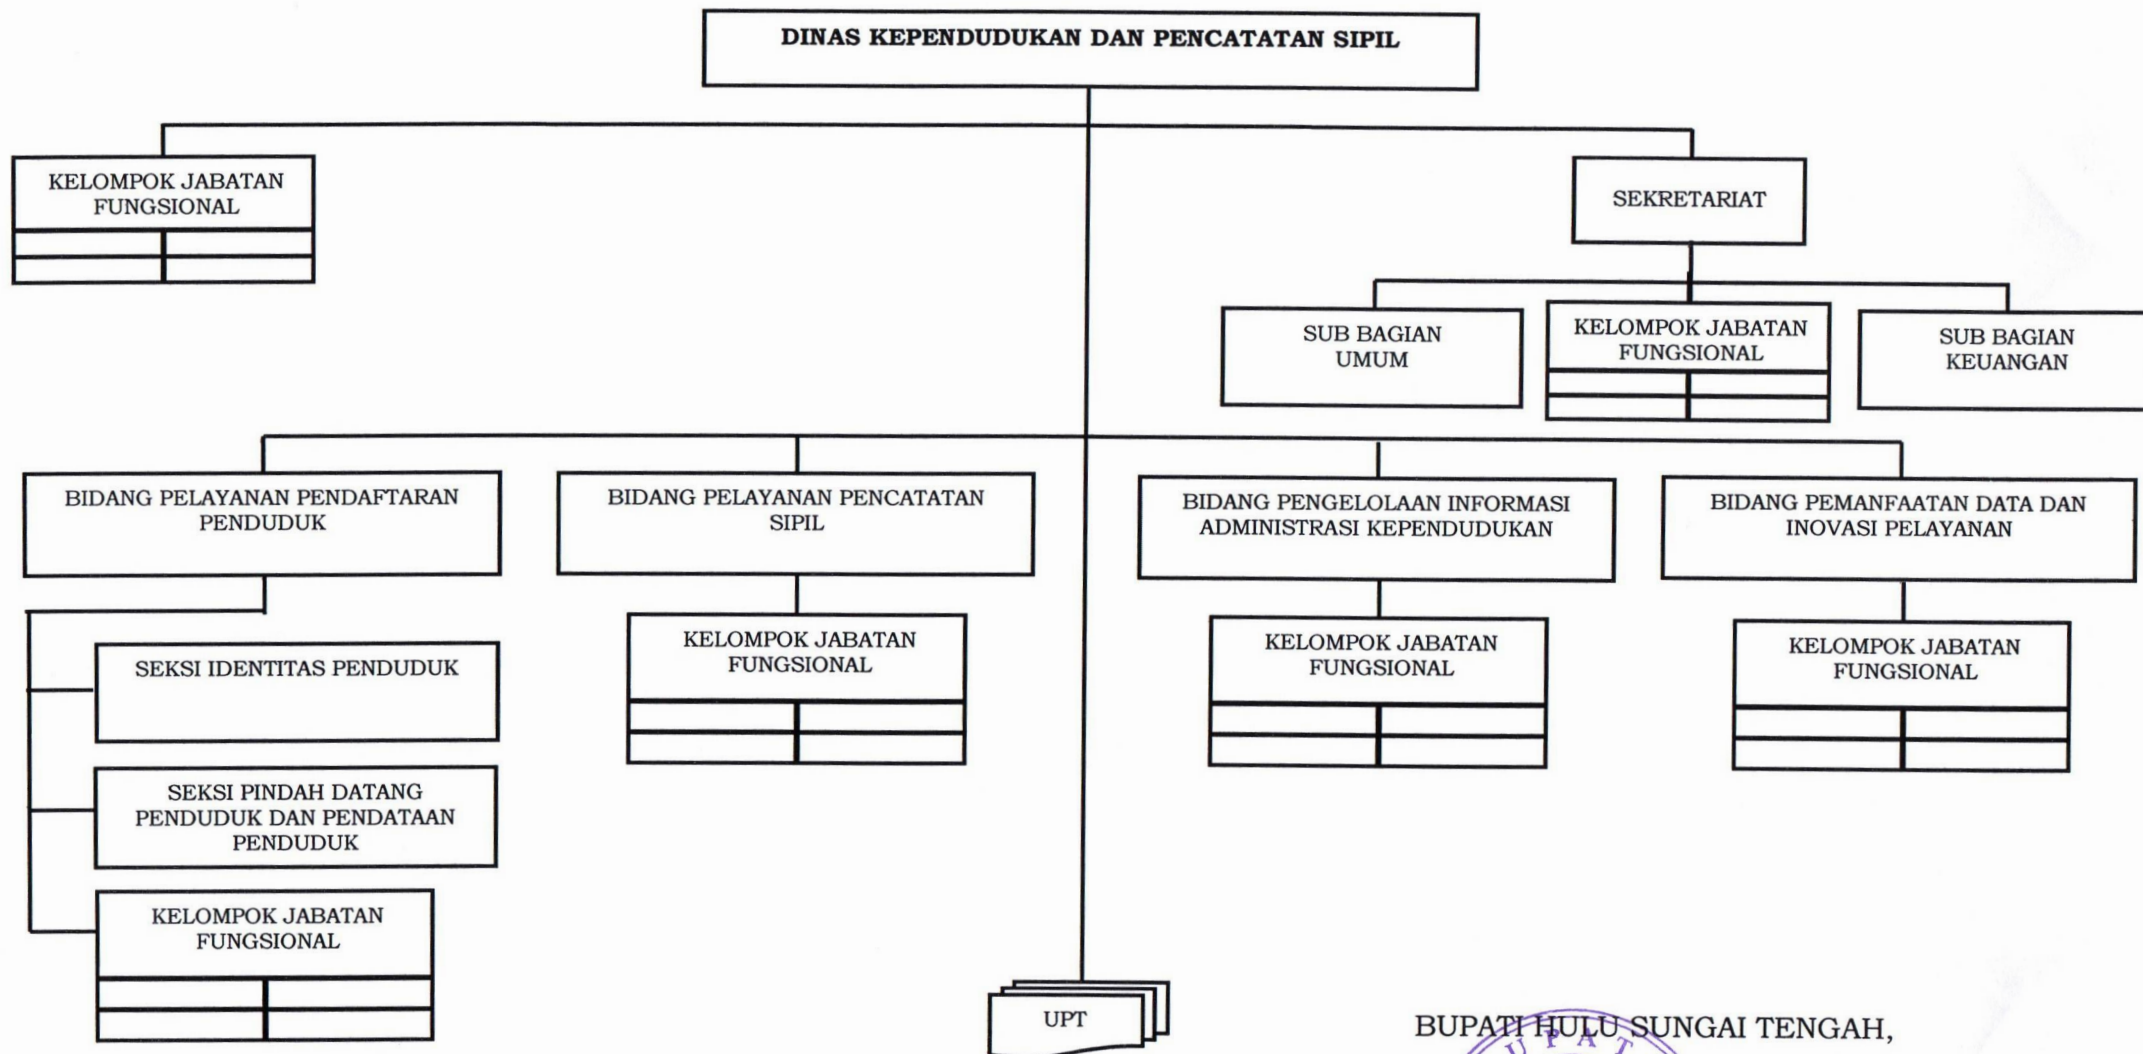 DINAS KEPENDUDUKAN DAN PENCATATAN SIPIL
KELOMPOK JABATAN
FUNGSIONAL
SEKRETARIAT
SUB BAGIAN
UMUM
KELOMPOK JABATAN
FUNGSIONAL
SUB BAGIAN
KEUANGAN
BIDANG PELAYANAN PENDAFTARAN
PENDUDUK
BIDANG PELAYANAN PENCATATAN
SIPIL
BIDANG PENGELOLAAN INFORMASI
ADMINISTRASI KEPENDUDUKAN
BIDANG PEMANFAATAN DATA DAN
INOVASI PELAYANAN
SEKSI IDENTITAS PENDUDUK
SEKSI PINDAH DATANG
PENDUDUK DAN PENDATAAN
PENDUDUK
KELOMPOK JABATAN
FUNGSIONAL
KELOMPOK JABATAN
FUNGSIONAL
KELOMPOK JABATAN
FUNGSIONAL
KELOMPOK JABATAN
FUNGSIONAL
UPT
BUPATI HULU SUNGAI TENGAH,
UPAT